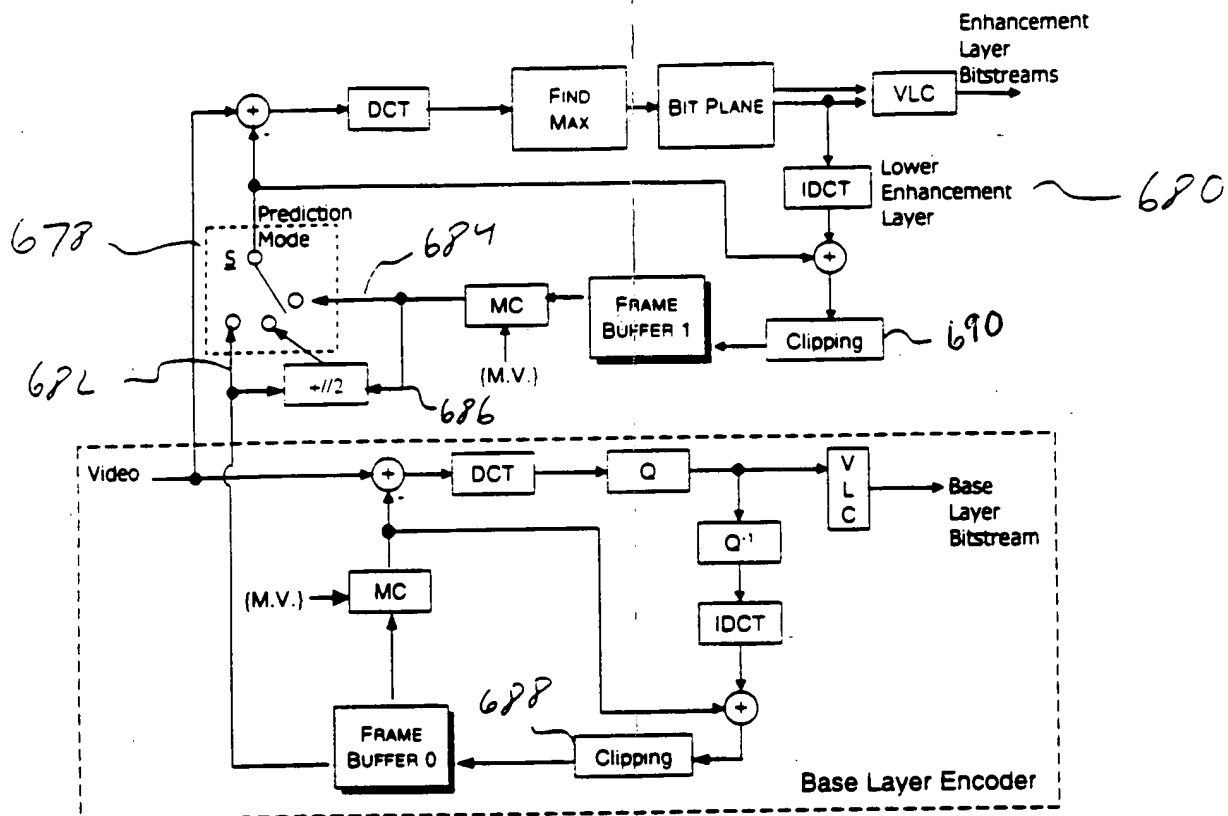 Enhancement
Layer
Bitstreams
+
DCT
FIND
MAX
BIT PLANE
VLC
-
IDCT
Lower
Enhancement
Layer
680
Prediction
Mode
678
S
684
+
MC
FRAME
BUFFER 1
Clipping
690
(M.V.)
682
+//2
686
Video
+
DCT
Q
V
L
C
Base
Layer
Bitstream
-
Q-1
(M.V.)
MC
IDCT
688
+
FRAME
BUFFER 0
Clipping
Base Layer Encoder